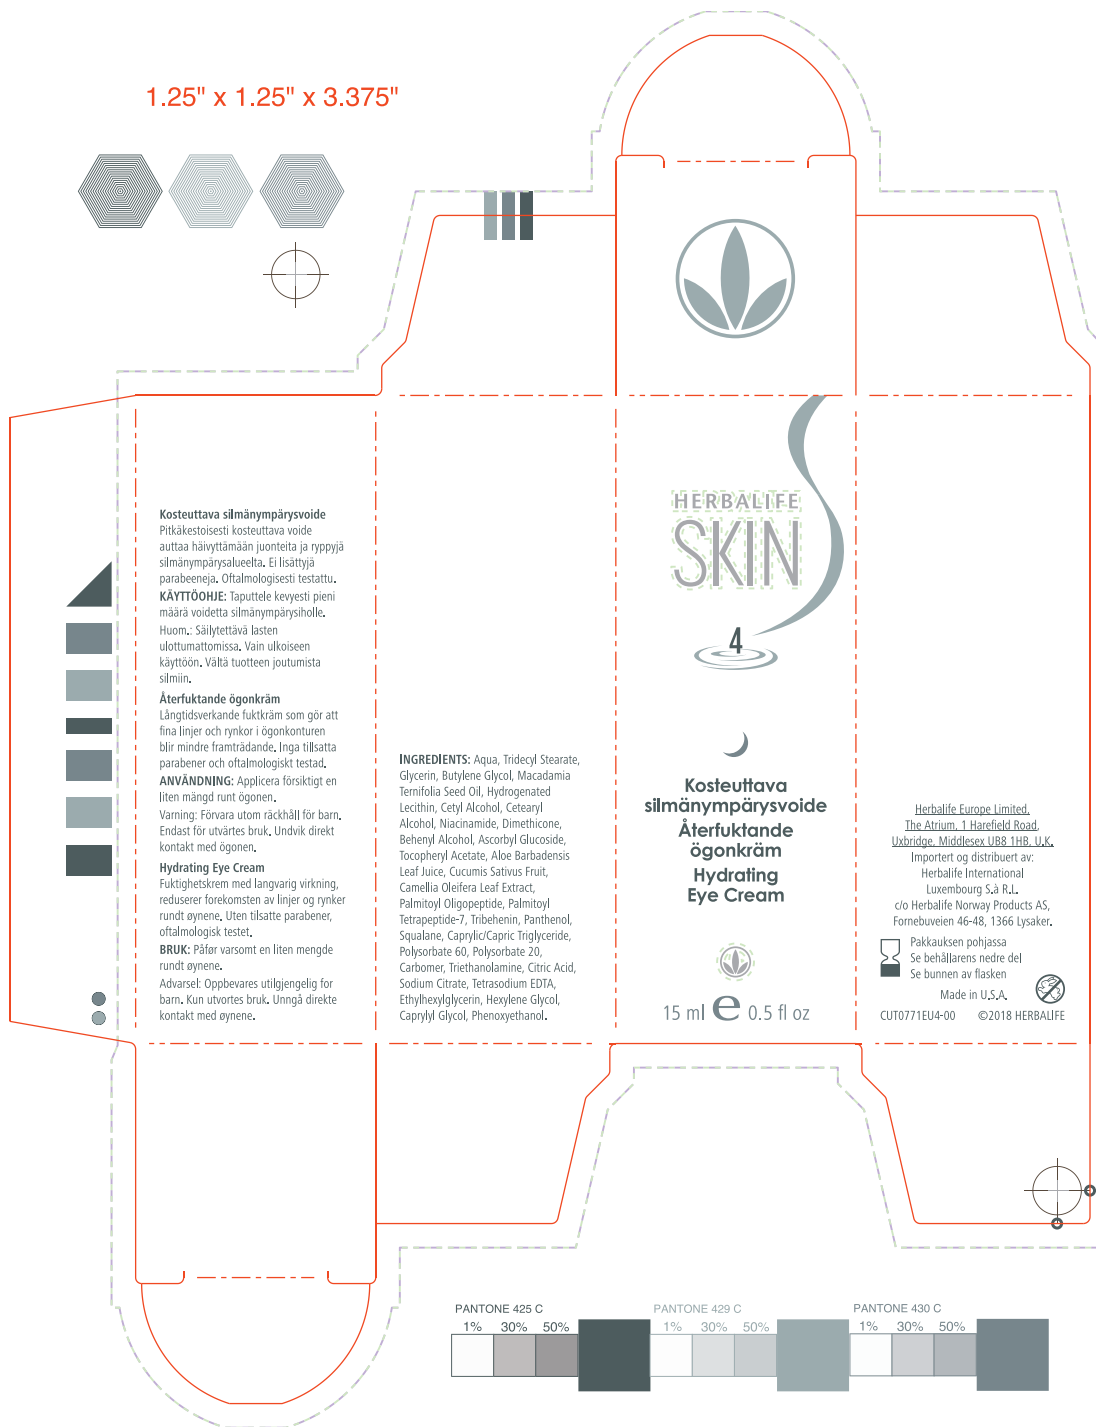 1.25" x 1.25" x 3.375"
Kosteuttava silmänympärysvoide
Pitkäkestoisesti kosteuttava voide
auttaa häivyttämään juonteita ja ryppyjä
silmänympärysalueelta. Ei lisättyjä
parabeeneja. Oftalmologisesti testattu.
KÄYTTÖOHJE: Taputtele kevyesti pieni
määrä voidetta silmänympärysiholle.
Huom.: Säilytettävä lasten
ulottumattomissa. Vain ulkoiseen
käyttöön. Vältä tuotteen joutumista
silmiin.
Återfuktande ögonkräm
Långtidsverkande fuktkräm som gör att
fina linjer och rynkor i ögonkonturen
blir mindre framträdande. Inga tillsatta
parabener och oftalmologiskt testad.
ANVÄNDNING: Applicera försiktigt en
liten mängd runt ögonen.
Varning: Förvara utom räckhåll för barn.
Endast för utvärtes bruk. Undvik direkt
kontakt med ögonen.
Hydrating Eye Cream
Fuktighetskrem med langvarig virkning,
reduserer forekomsten av linjer og rynker
rundt øynene. Uten tilsatte parabener,
oftalmologisk testet.
BRUK: Påfør varsomt en liten mengde
rundt øynene.
Advarsel: Oppbevares utilgjengelig for
barn. Kun utvortes bruk. Unngå direkte
kontakt med øynene.
INGREDIENTS: Aqua, Tridecyl Stearate,
Glycerin, Butylene Glycol, Macadamia
Ternifolia Seed Oil, Hydrogenated
Lecithin, Cetyl Alcohol, Cetearyl
Alcohol, Niacinamide, Dimethicone,
Behenyl Alcohol, Ascorbyl Glucoside,
Tocopheryl Acetate, Aloe Barbadensis
Leaf Juice, Cucumis Sativus Fruit,
Camellia Oleifera Leaf Extract,
Palmitoyl Oligopeptide, Palmitoyl
Tetrapeptide-7, Tribehenin, Panthenol,
Squalane, Caprylic/Capric Triglyceride,
Polysorbate 60, Polysorbate 20,
Carbomer, Triethanolamine, Citric Acid,
Sodium Citrate, Tetrasodium EDTA,
Ethylhexylglycerin, Hexylene Glycol,
Caprylyl Glycol, Phenoxyethanol.
HERBALIFE
SKIN
4
Kosteuttava
silmänympärysvoide
Återfuktande
ögonkräm
Hydrating
Eye Cream
15 ml e 0.5 fl oz
Herbalife Europe Limited.
The Atrium, 1 Harefield Road,
Uxbridge, Middlesex UB8 1HB, U.K.
Importert og distribuert av:
Herbalife International
Luxembourg S.à R.L.
c/o Herbalife Norway Products AS,
Fornebuveien 46-48, 1366 Lysaker.
Pakkauksen pohjassa
Se behållarens nedre del
Se bunnen av flasken
Made in U.S.A.
CUT0771EU4-00 ©2018 HERBALIFE
PANTONE 425 C PANTONE 429 C PANTONE 430 C
1% 30% 50% 1% 30% 50% 1% 30% 50%